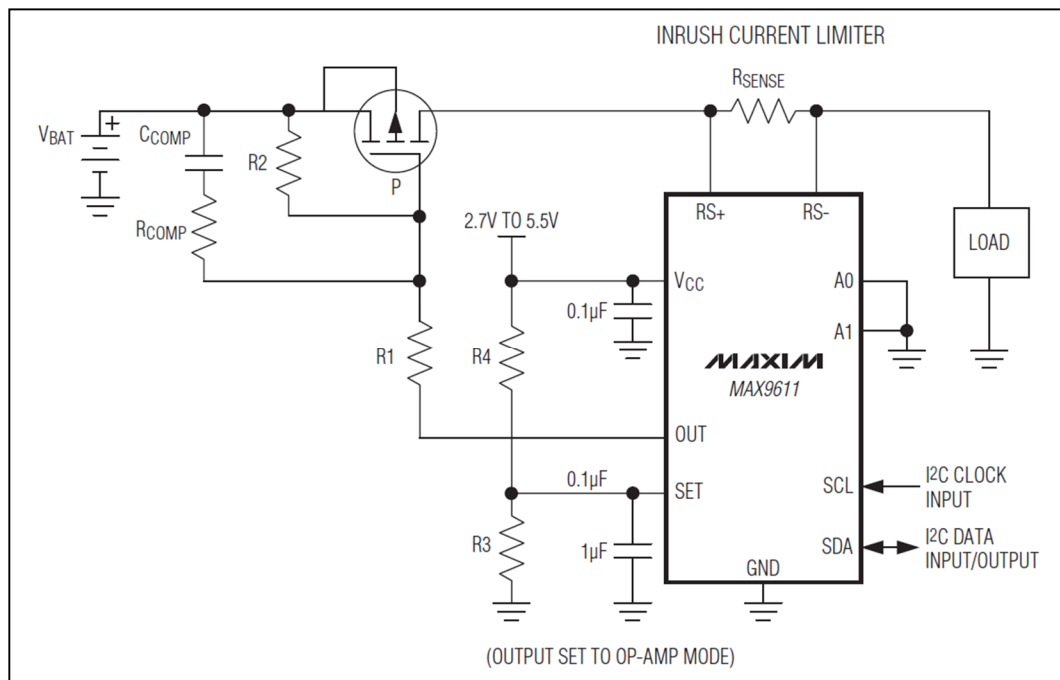 INRUSH CURRENT LIMITER
RSENSE
VBAT
+
CCOMP
R2
RCOMP
P
2.7V TO 5.5V
RS+
RS-
LOAD
VCC
A0
0.1µF
A1
R1
R4
MAXIM
MAX9611
OUT
0.1µF
SET
SCL
I²C CLOCK
INPUT
R3
1µF
SDA
I²C DATA
INPUT/OUTPUT
GND
(OUTPUT SET TO OP-AMP MODE)